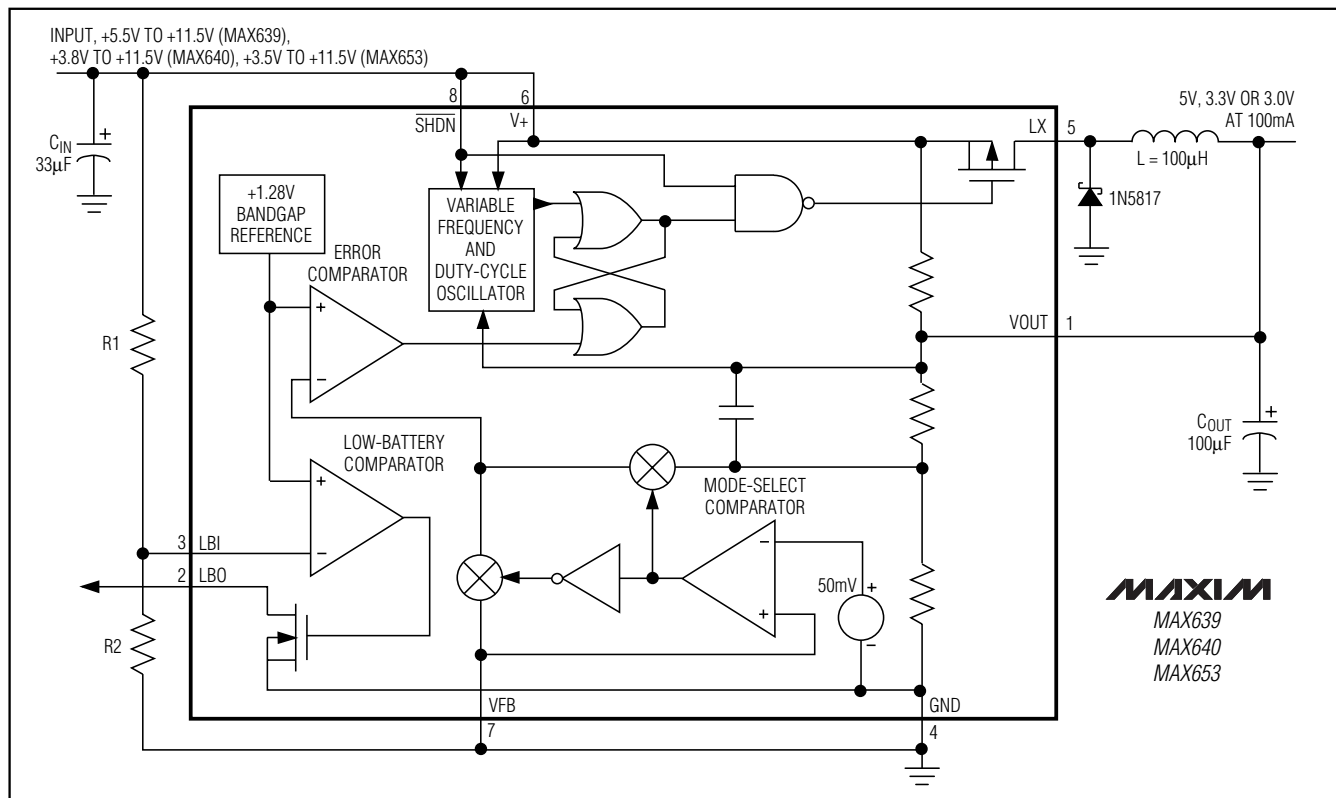 INPUT, +5.5V TO +11.5V (MAX639),
+3.8V TO +11.5V (MAX640), +3.5V TO +11.5V (MAX653)
8
6
SHDN
V+
LX
5
5V, 3.3V OR 3.0V
AT 100mA
CIN
33µF
+
L = 100µH
1N5817
+1.28V
BANDGAP
REFERENCE
VARIABLE
FREQUENCY
AND
DUTY-CYCLE
OSCILLATOR
ERROR
COMPARATOR
+
−
R1
VOUT
1
COUT
100µF
+
LOW-BATTERY
COMPARATOR
+
−
MODE-SELECT
COMPARATOR
−
+
50mV
+
−
3
LBI
2
LBO
R2
MAXIM
MAX639
MAX640
MAX653
VFB
7
GND
4